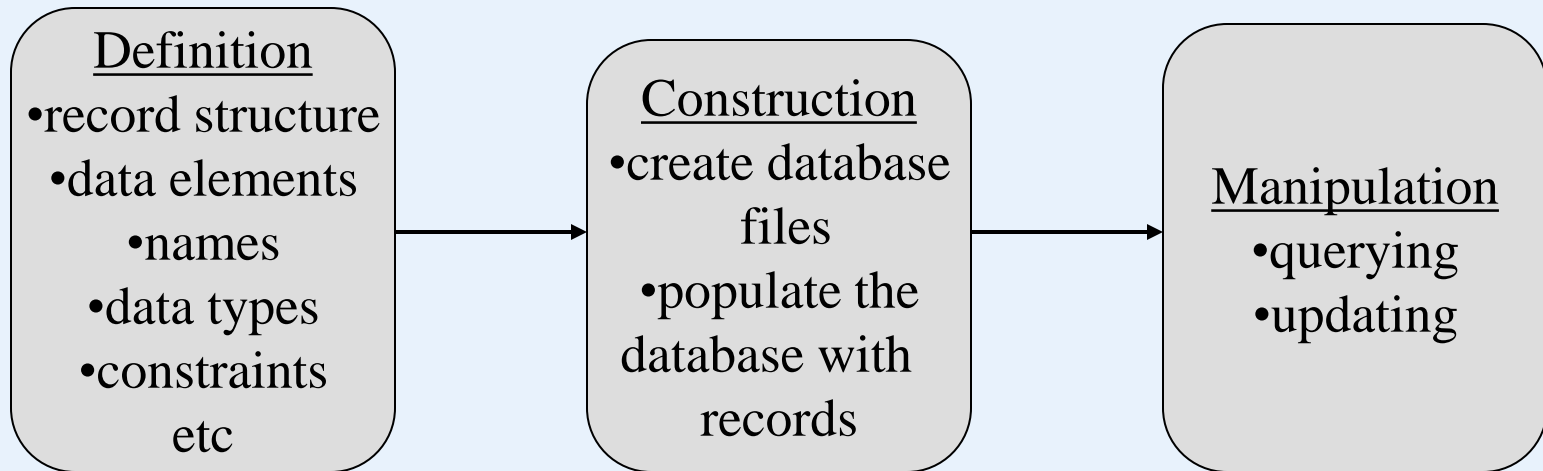 Definition
•record structure
•data elements
•names
•data types
•constraints
etc
Construction
•create database
files
•populate the
database with
records
Manipulation
•querying
•updating